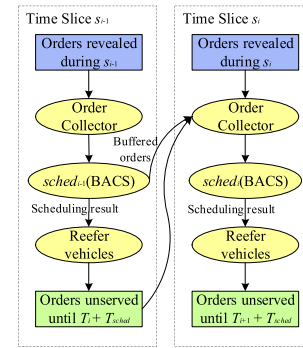 Time Slice si-1
Orders revealed
during si-1
Order
Collector
Buffered
orders
schedi-1(BACS)
Scheduling result
Reefer
vehicles
Orders unserved
until Ti + Tsched
Time Slice si
Orders revealed
during si
Order
Collector
schedi(BACS)
Scheduling result
Reefer
vehicles
Orders unserved
until Ti+1 + Tsched